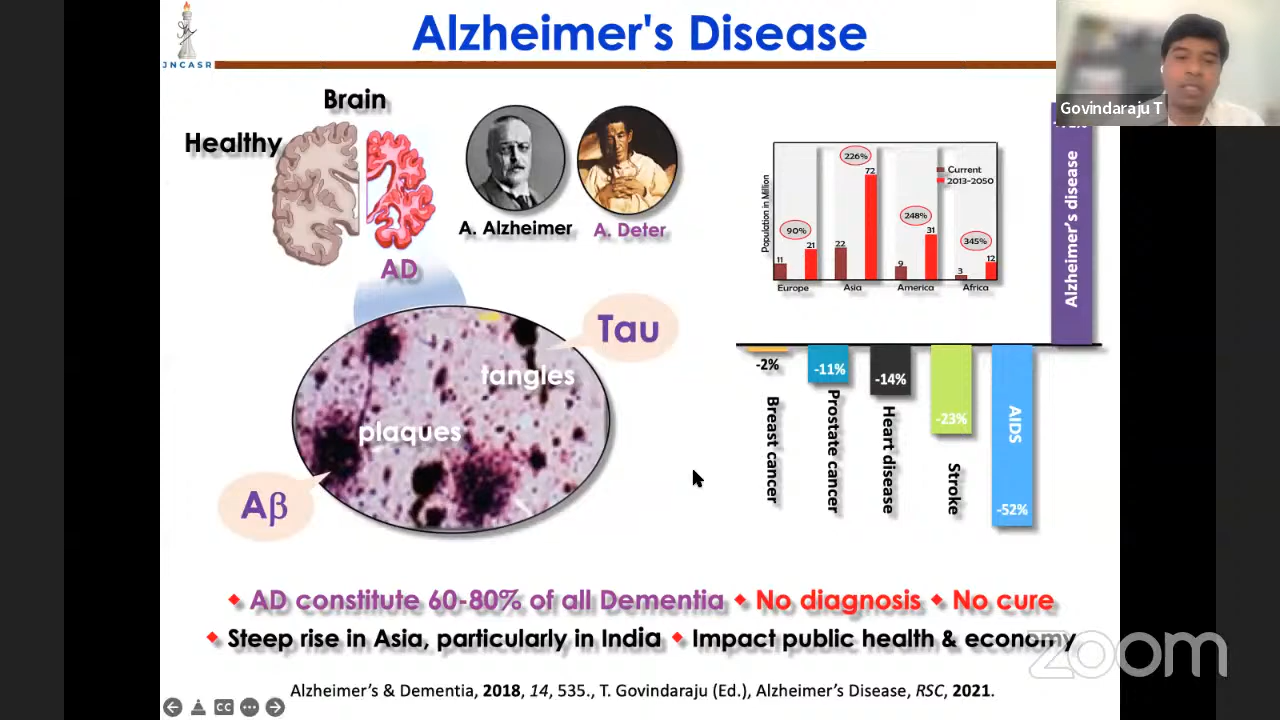 Alzheimer's Disease
JNCASR
Govindaraju T
Brain
Healthy
AD
A. Alzheimer
A. Deter
Tau
tangles
plaques
Aβ
Population in Million
Current
2013-2050
90%
226%
248%
345%
11
21
22
72
9
31
3
12
Europe
Asia
America
Africa
Alzheimer's disease
-2%
-11%
-14%
-23%
-52%
Breast cancer
Prostate cancer
Heart disease
Stroke
AIDS
◆ AD constitute 60-80% of all Dementia ◆ No diagnosis ◆ No cure
◆ Steep rise in Asia, particularly in India ◆ Impact public health & economy
zoom
Alzheimer's & Dementia, 2018, 14, 535., T. Govindaraju (Ed.), Alzheimer's Disease, RSC, 2021.
CC